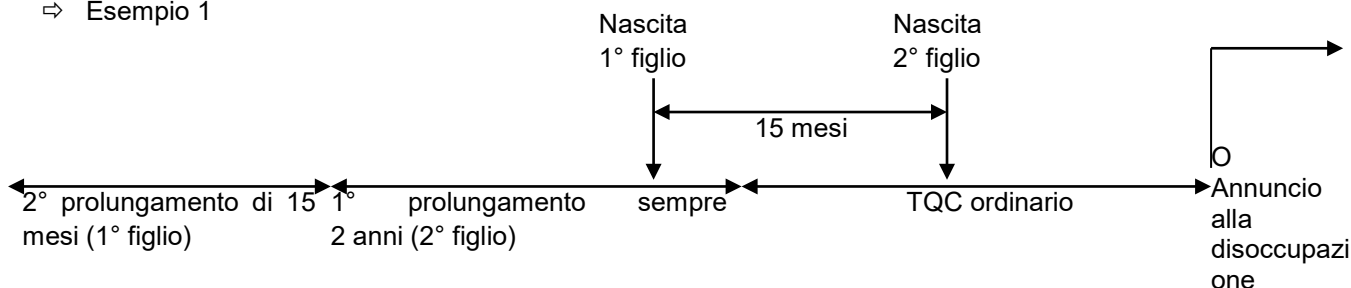 ⇨ Esempio 1
Nascita
1° figlio
Nascita
2° figlio
15 mesi
2° prolungamento di 15
mesi (1° figlio)
1° prolungamento sempre
2 anni (2° figlio)
TQC ordinario
O
Annuncio
alla
disoccupazi
one